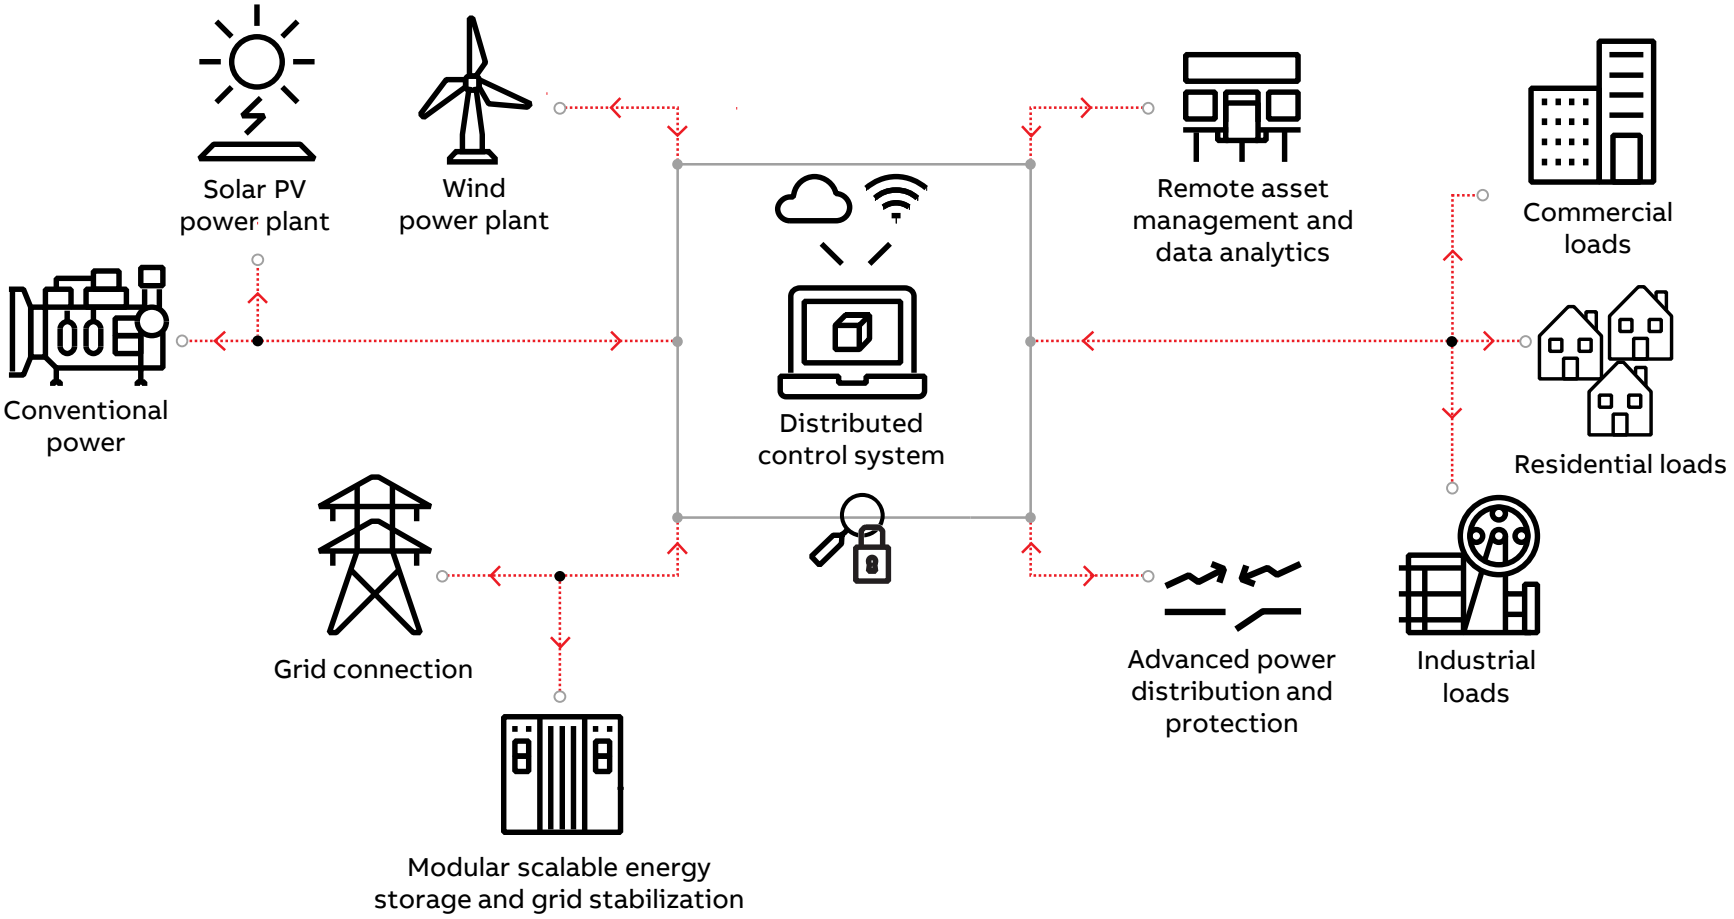 Solar PV
power plant
Wind
power plant
Remote asset
management and
data analytics
Commercial
loads
Conventional
power
Distributed
control system
Residential loads
Grid connection
Advanced power
distribution and
protection
Industrial
loads
Modular scalable energy
storage and grid stabilization